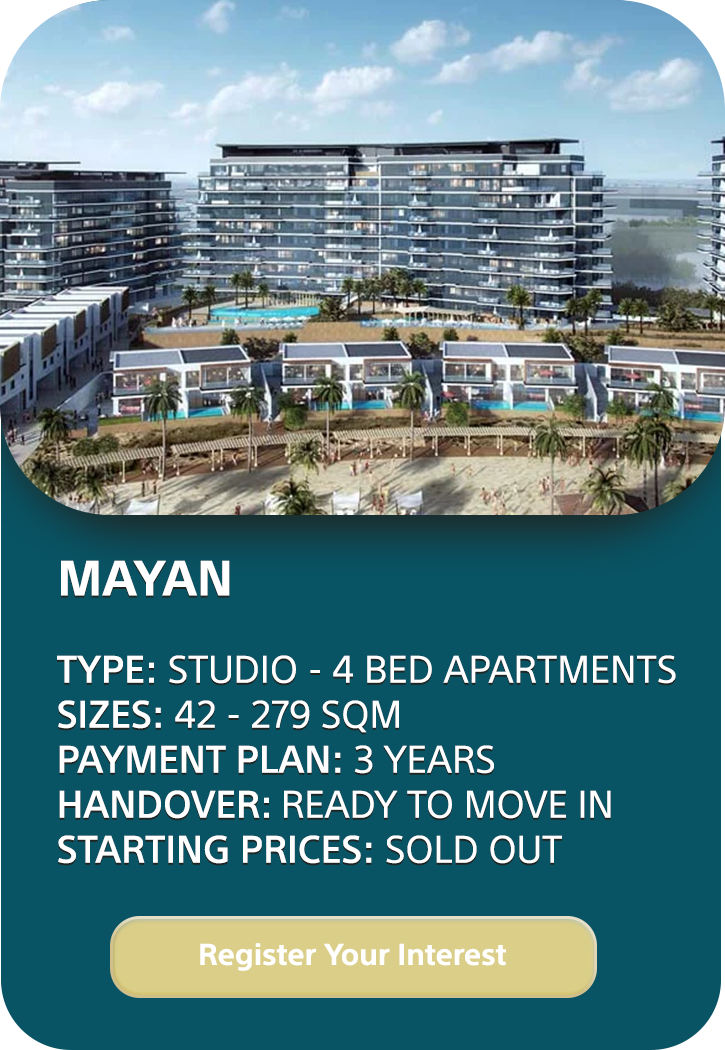 MAYAN
TYPE: STUDIO - 4 BED APARTMENTS
SIZES: 42 - 279 SQM
PAYMENT PLAN: 3 YEARS
HANDOVER: READY TO MOVE IN
STARTING PRICES: SOLD OUT
Register Your Interest